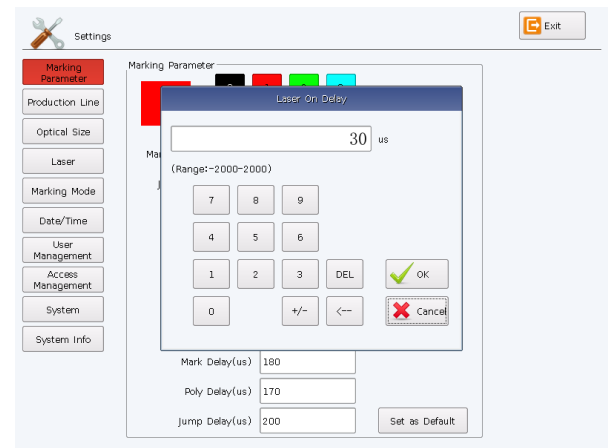 Settings
Exit
Marking
Parameter
Production Line
Optical Size
Laser
Marking Mode
Date/Time
User
Management
Access
Management
System
System Info
Marking Parameter
Laser On Delay
30 us
(Range:-2000-2000)
7 8 9
4 5 6
1 2 3 DEL OK
0 +/- <-- Cancel
Mark Delay(us) 180
Poly Delay(us) 170
Jump Delay(us) 200
Set as Default